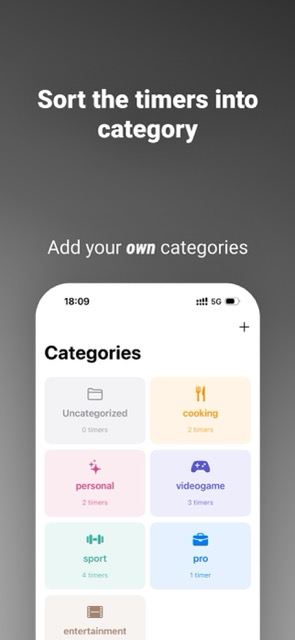 Sort the timers into
category
Add your own categories
18:09 5G
+
Categories
Uncategorized cooking
0 timers 2 timers
personal videogame
2 timers 3 timers
sport pro
4 timers 1 timer
entertainment